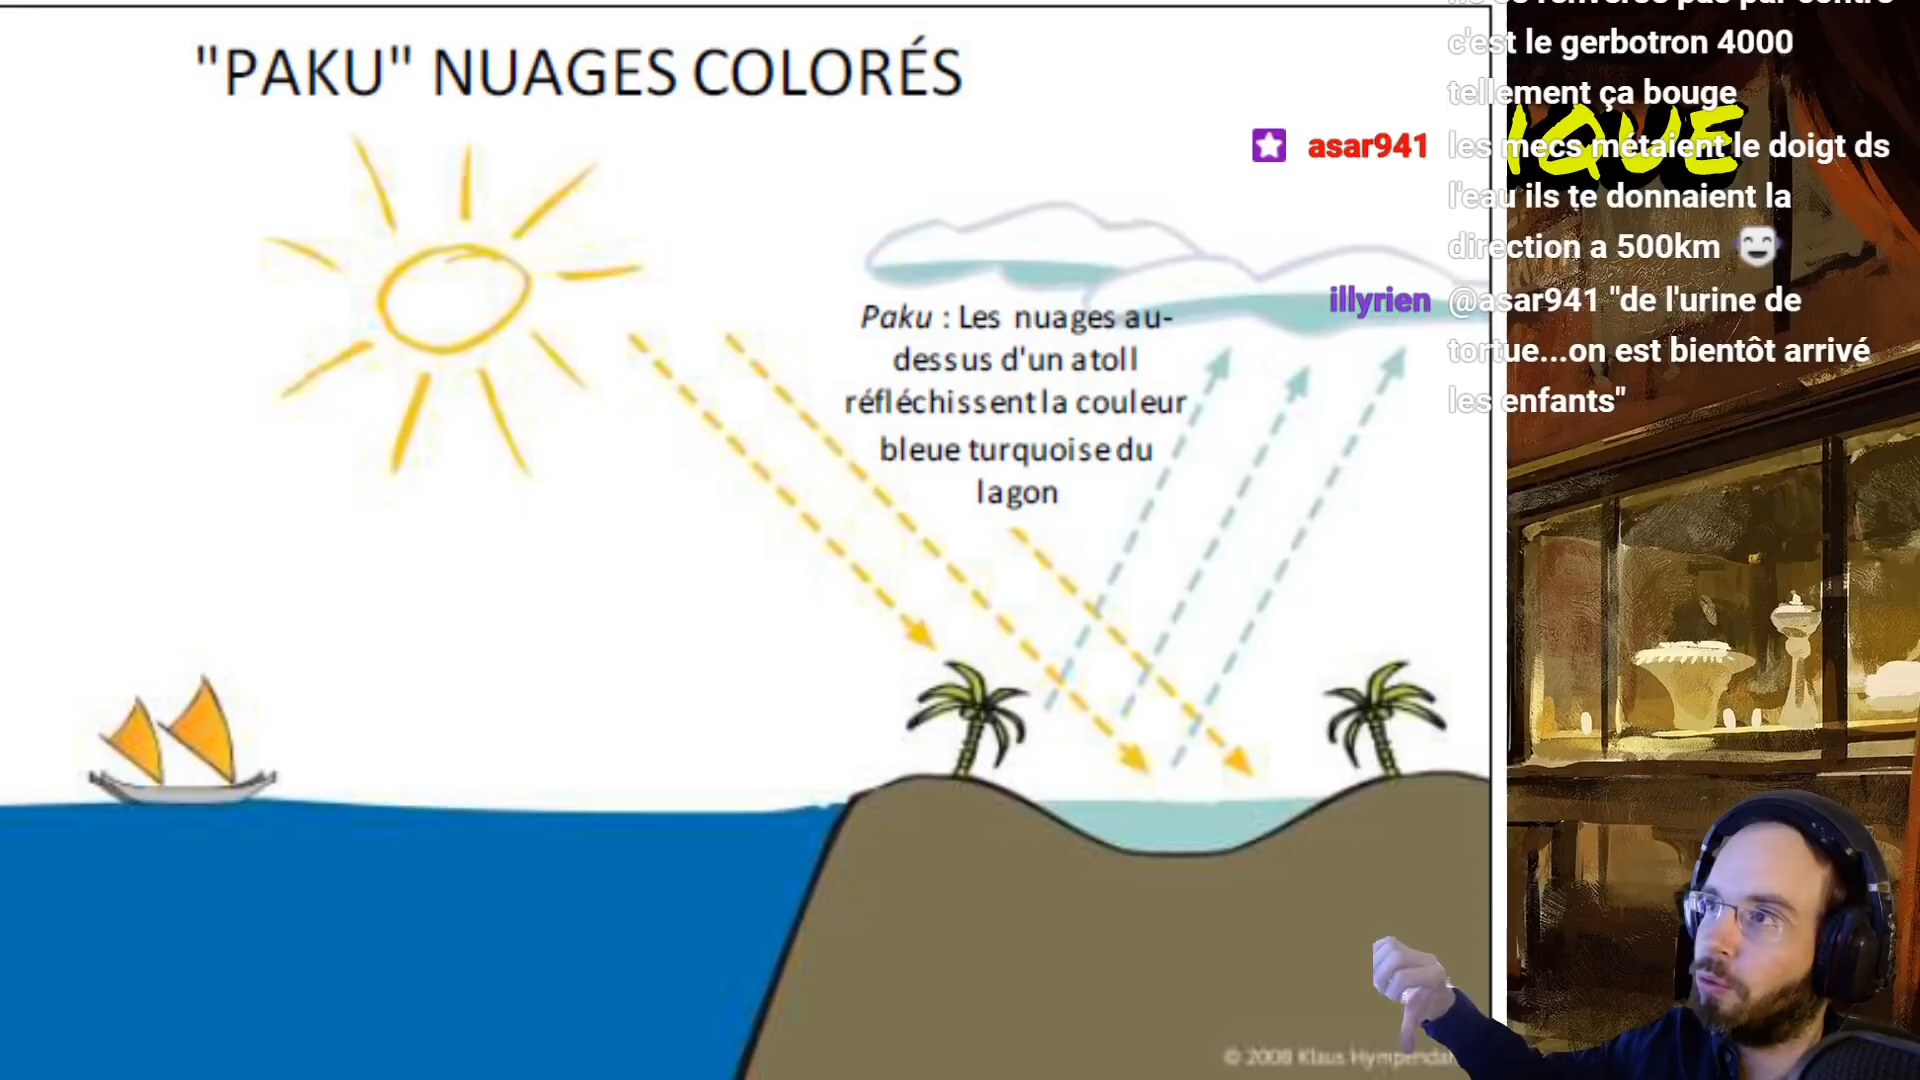 "PAKU" NUAGES COLORÉS
Paku : Les nuages au-
dessus d'un atoll
réfléchissent la couleur
bleue turquoise du
lagon
© 2008 Klaus Hympendahl
c'est le gerbotron 4000
tellement ça bouge
IQUE
asar941 les mecs métaient le doigt ds
l'eau ils te donnaient la
direction a 500km
illyrien @asar941 "de l'urine de
tortue...on est bientôt arrivé
les enfants"